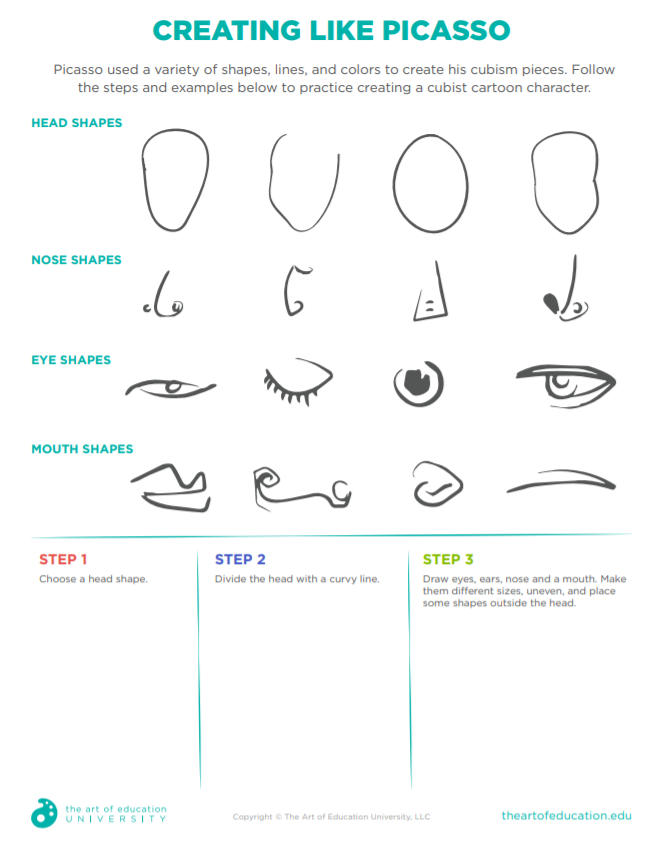 CREATING LIKE PICASSO
Picasso used a variety of shapes, lines, and colors to create his cubism pieces. Follow
the steps and examples below to practice creating a cubist cartoon character.
HEAD SHAPES
NOSE SHAPES
EYE SHAPES
MOUTH SHAPES
STEP 1
Choose a head shape.
STEP 2
Divide the head with a curvy line.
STEP 3
Draw eyes, ears, nose and a mouth. Make
them different sizes, uneven, and place
some shapes outside the head.
the art of education
UNIVERSITY
Copyright © The Art of Education University, LLC
theartofeducation.edu